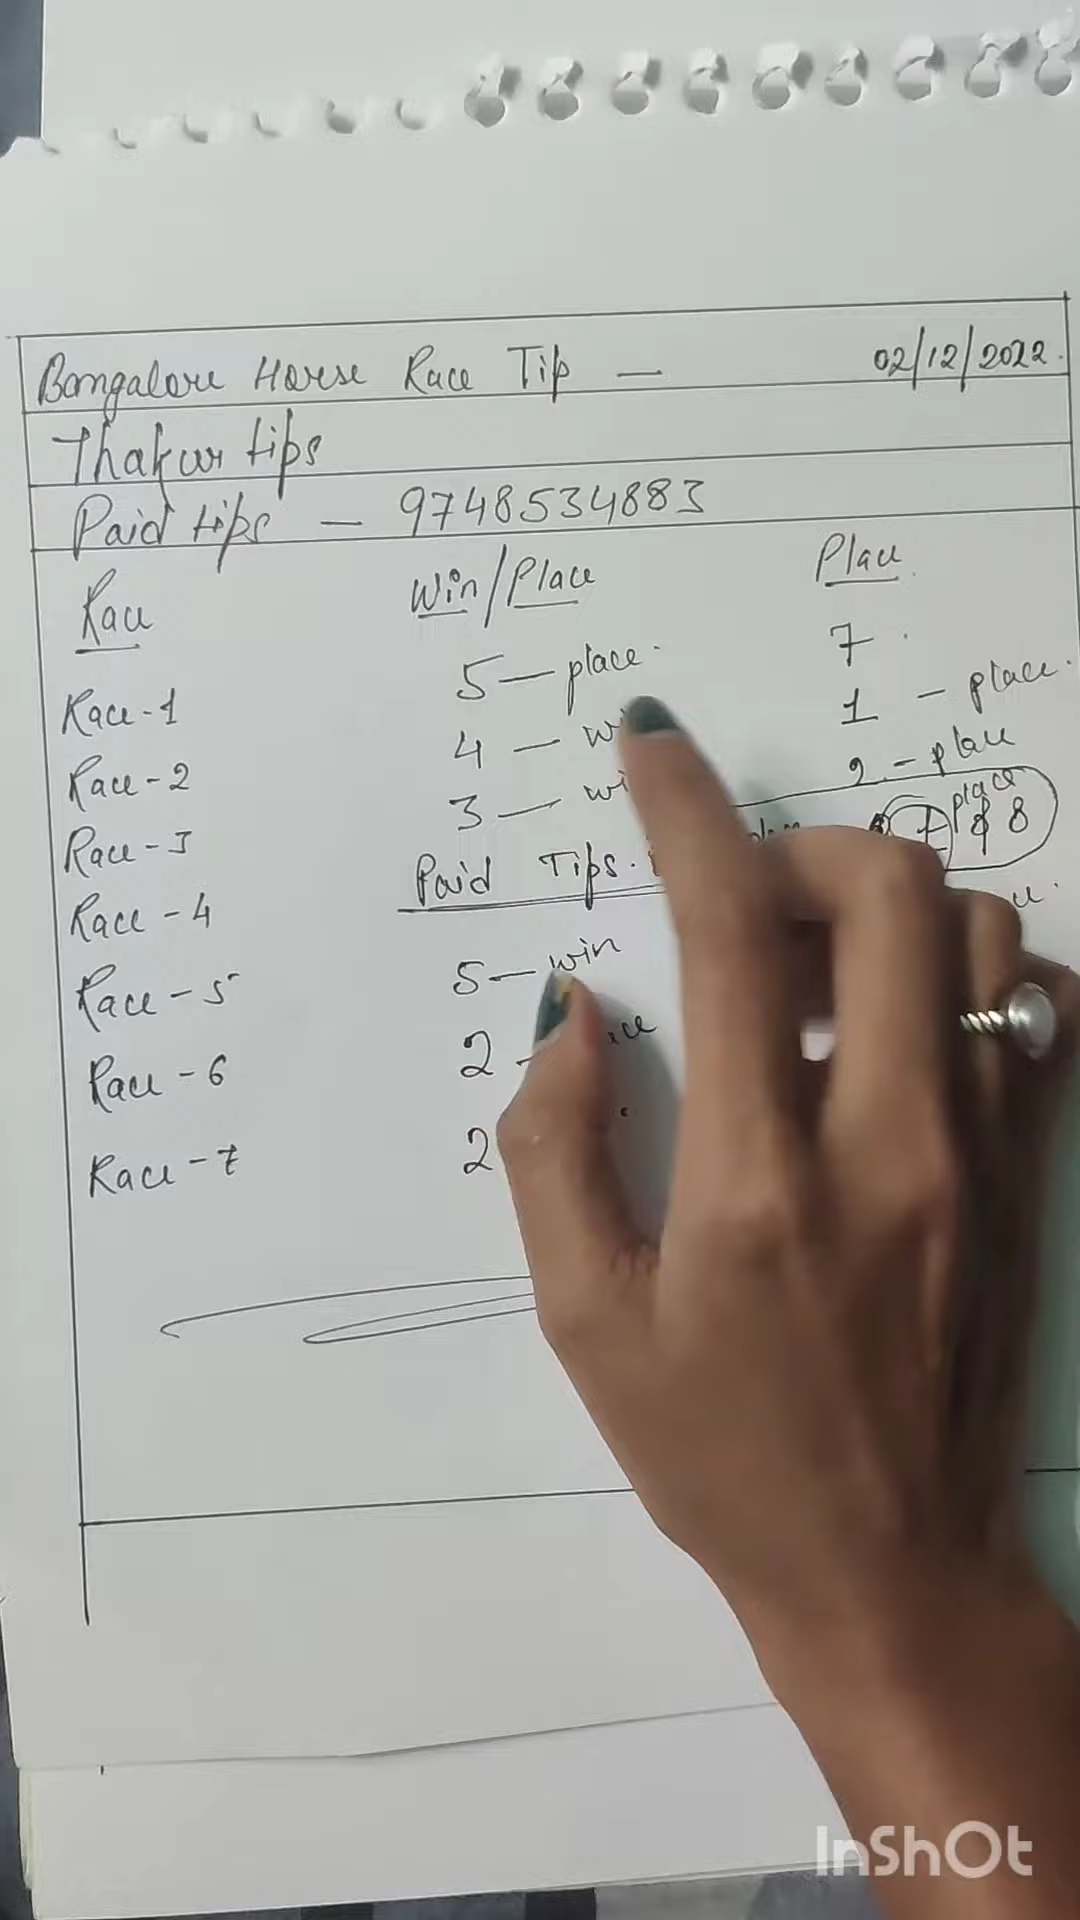 Bangalore Horse Race Tip — 02/12/2022.
Thakur tips
Paid tips — 9748534883
Race Win/Place Place
Race-1 5 — place. 7
Race-2 4 — 1 — place.
Race-3 3 — 2 — place
Race-4 Paid Tips. place 8
Race-5 5 — win
Race-6 2
Race-7 2
InShOt